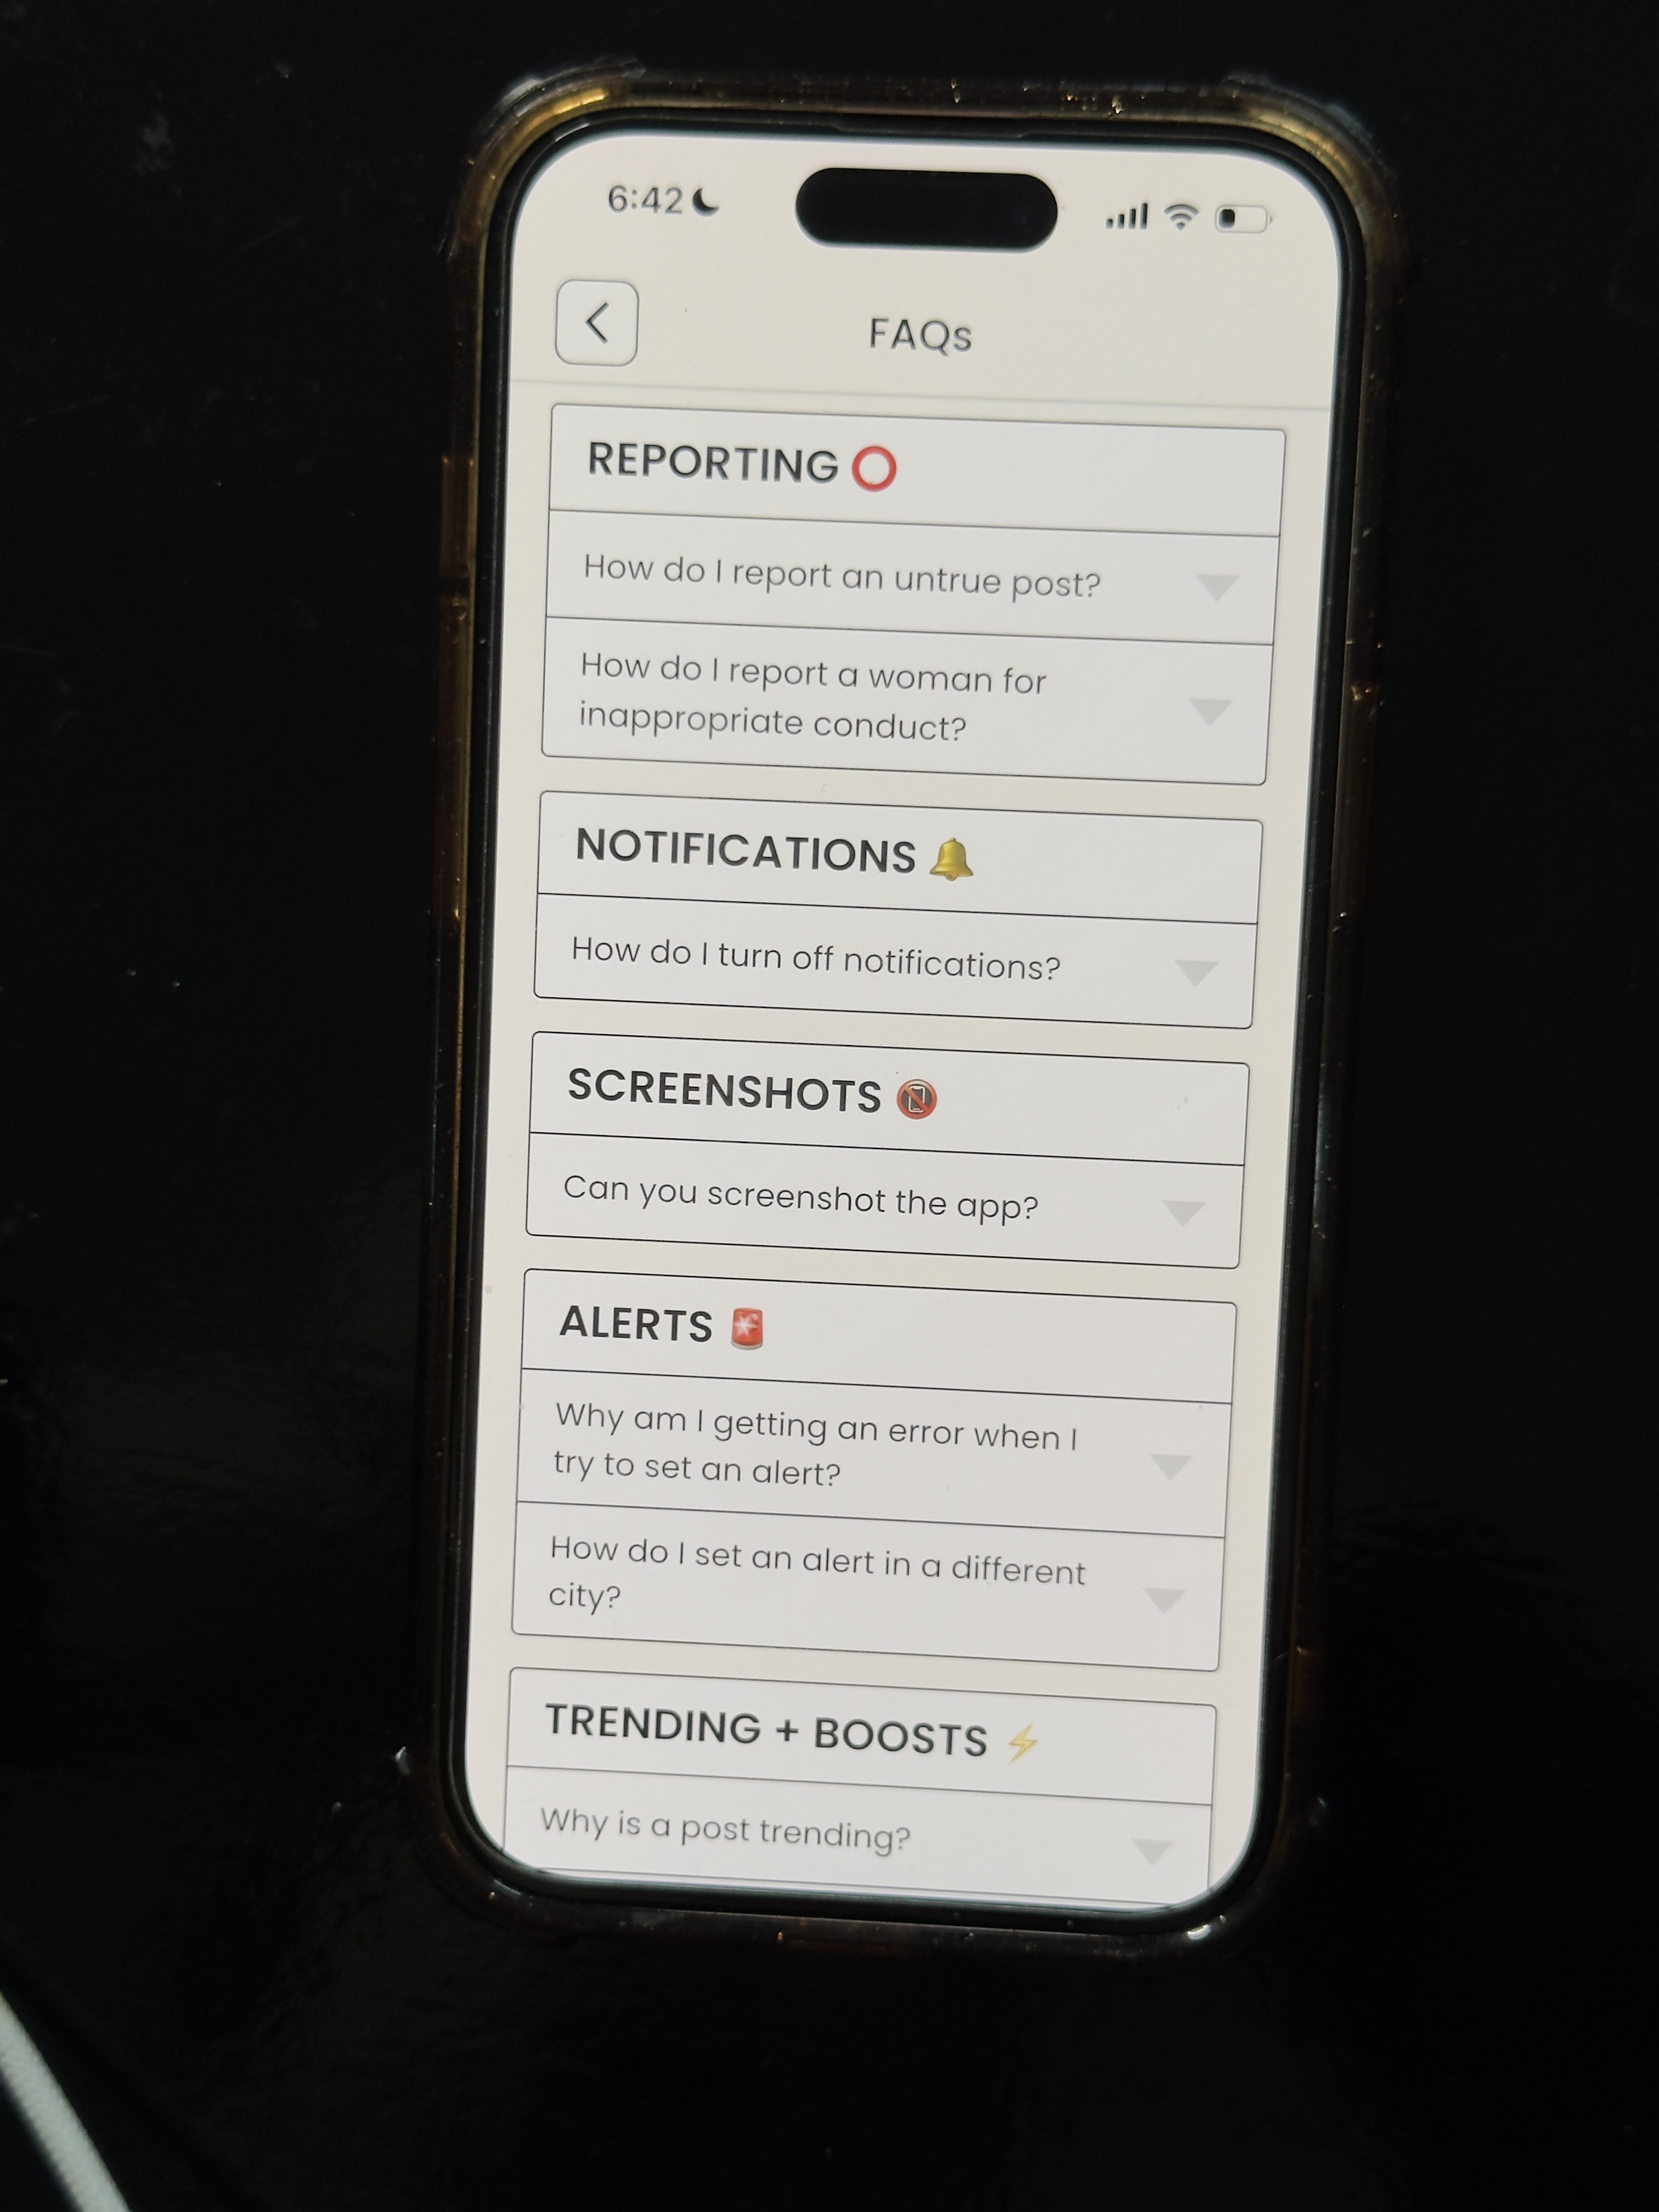 6:42
FAQs
REPORTING ⭕
How do I report an untrue post?
How do I report a woman for
inappropriate conduct?
NOTIFICATIONS 🔔
How do I turn off notifications?
SCREENSHOTS 📵
Can you screenshot the app?
ALERTS 🚨
Why am I getting an error when I
try to set an alert?
How do I set an alert in a different
city?
TRENDING + BOOSTS ⚡
Why is a post trending?